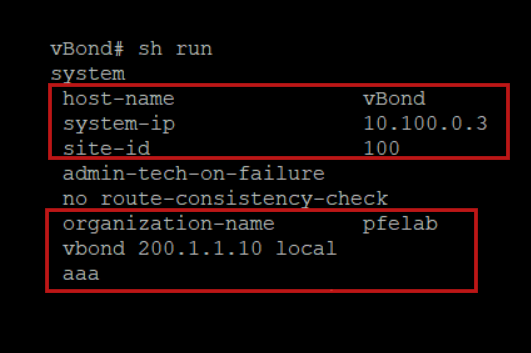 vBond# sh run
system
host-name vBond
system-ip 10.100.0.3
site-id 100
admin-tech-on-failure
no route-consistency-check
organization-name pfelab
vbond 200.1.1.10 local
aaa